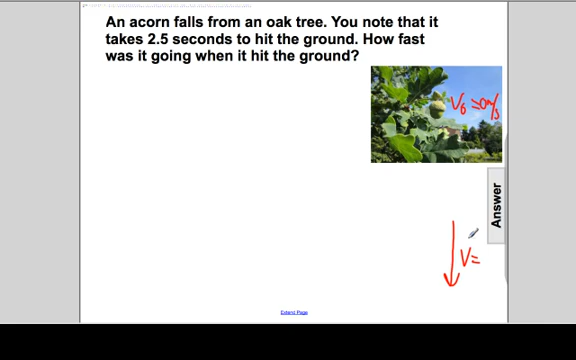 An acorn falls from an oak tree. You note that it
takes 2.5 seconds to hit the ground. How fast
was it going when it hit the ground?
V₀ = 0 m/s
Answer
V=
Extend Page